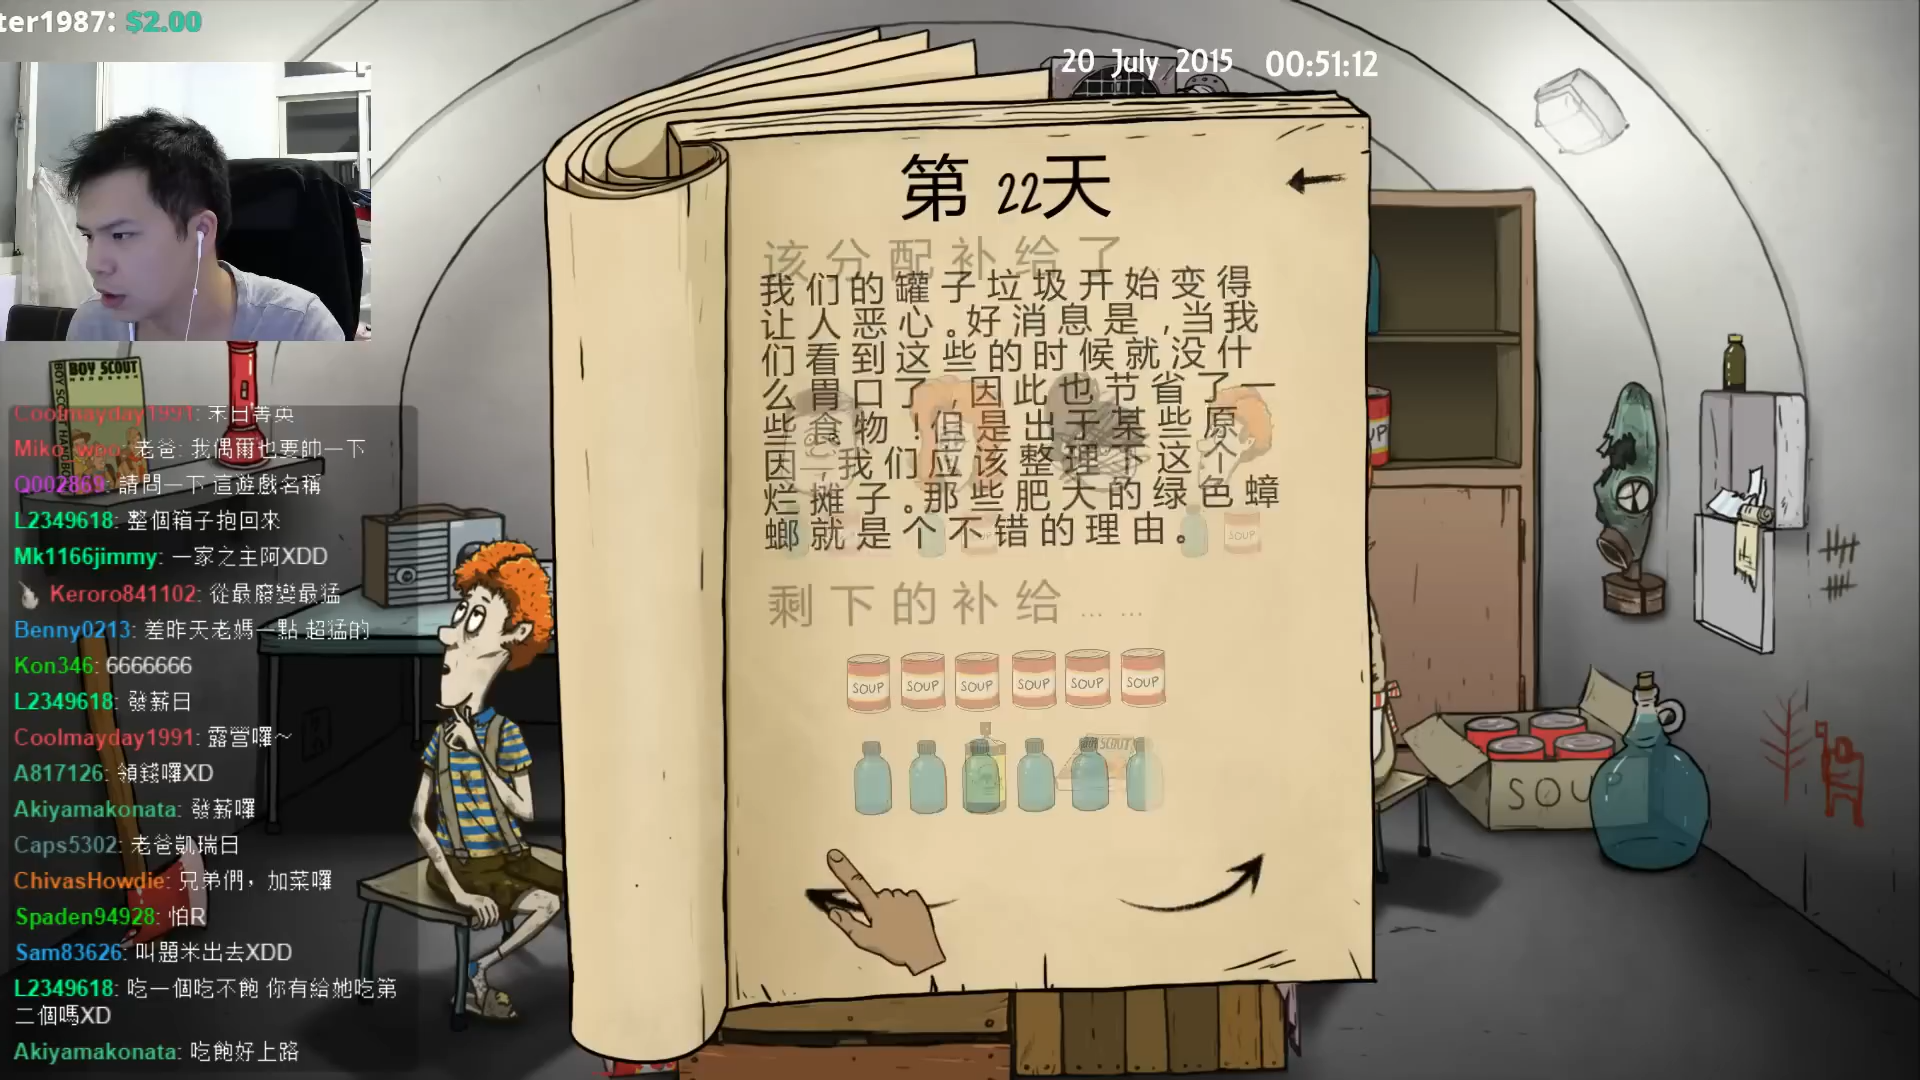 ter1987: $2.00
20 July 2015 00:51:12
第 22天
该分配补给了
我们的罐子垃圾开始变得
让人恶心。好消息是,当我
们看到这些的时候就没什
么胃口了,因此也节省了一
些食物!但是出于某些原
因,我们应该整理下这个
烂摊子。那些肥大的绿色蟑
螂就是个不错的理由。
SOUP
剩下的补给... ...
SOUP SOUP SOUP SOUP SOUP SOUP
BOY SCOUT
BOY SCOUT
Coolmayday1991: 末日菁英
Miko_woo: 老爸: 我偶爾也要帥一下
Q002869: 請問一下 這遊戲名稱
L2349618: 整個箱子抱回來
Mk1166jimmy: 一家之主阿XDD
Keroro841102: 從最廢變最猛
Benny0213: 差昨天老媽一點 超猛的
Kon346: 6666666
L2349618: 發薪日
Coolmayday1991: 露營囉~
A817126: 領錢囉XD
Akiyamakonata: 發薪囉
Caps5302: 老爸凱瑞日
ChivasHowdie: 兄弟們，加菜囉
Spaden94928: 怕R
Sam83626: 叫題米出去XDD
L2349618: 吃一個吃不飽 你有給她吃第
二個嗎XD
Akiyamakonata: 吃飽好上路
UP
SOU